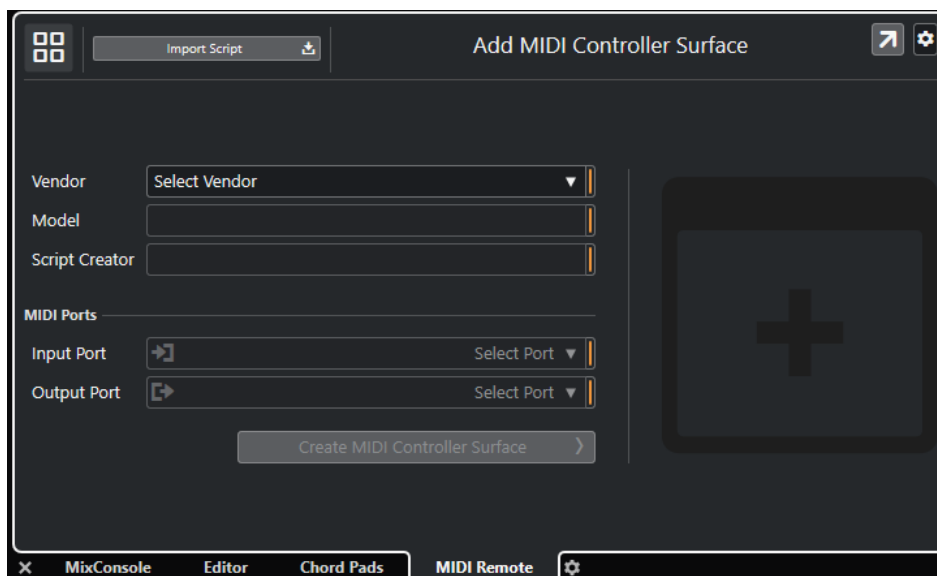 Import Script
Add MIDI Controller Surface
Vendor
Select Vendor
Model
Script Creator
MIDI Ports
Input Port
Select Port
Output Port
Select Port
Create MIDI Controller Surface
MixConsole
Editor
Chord Pads
MIDI Remote